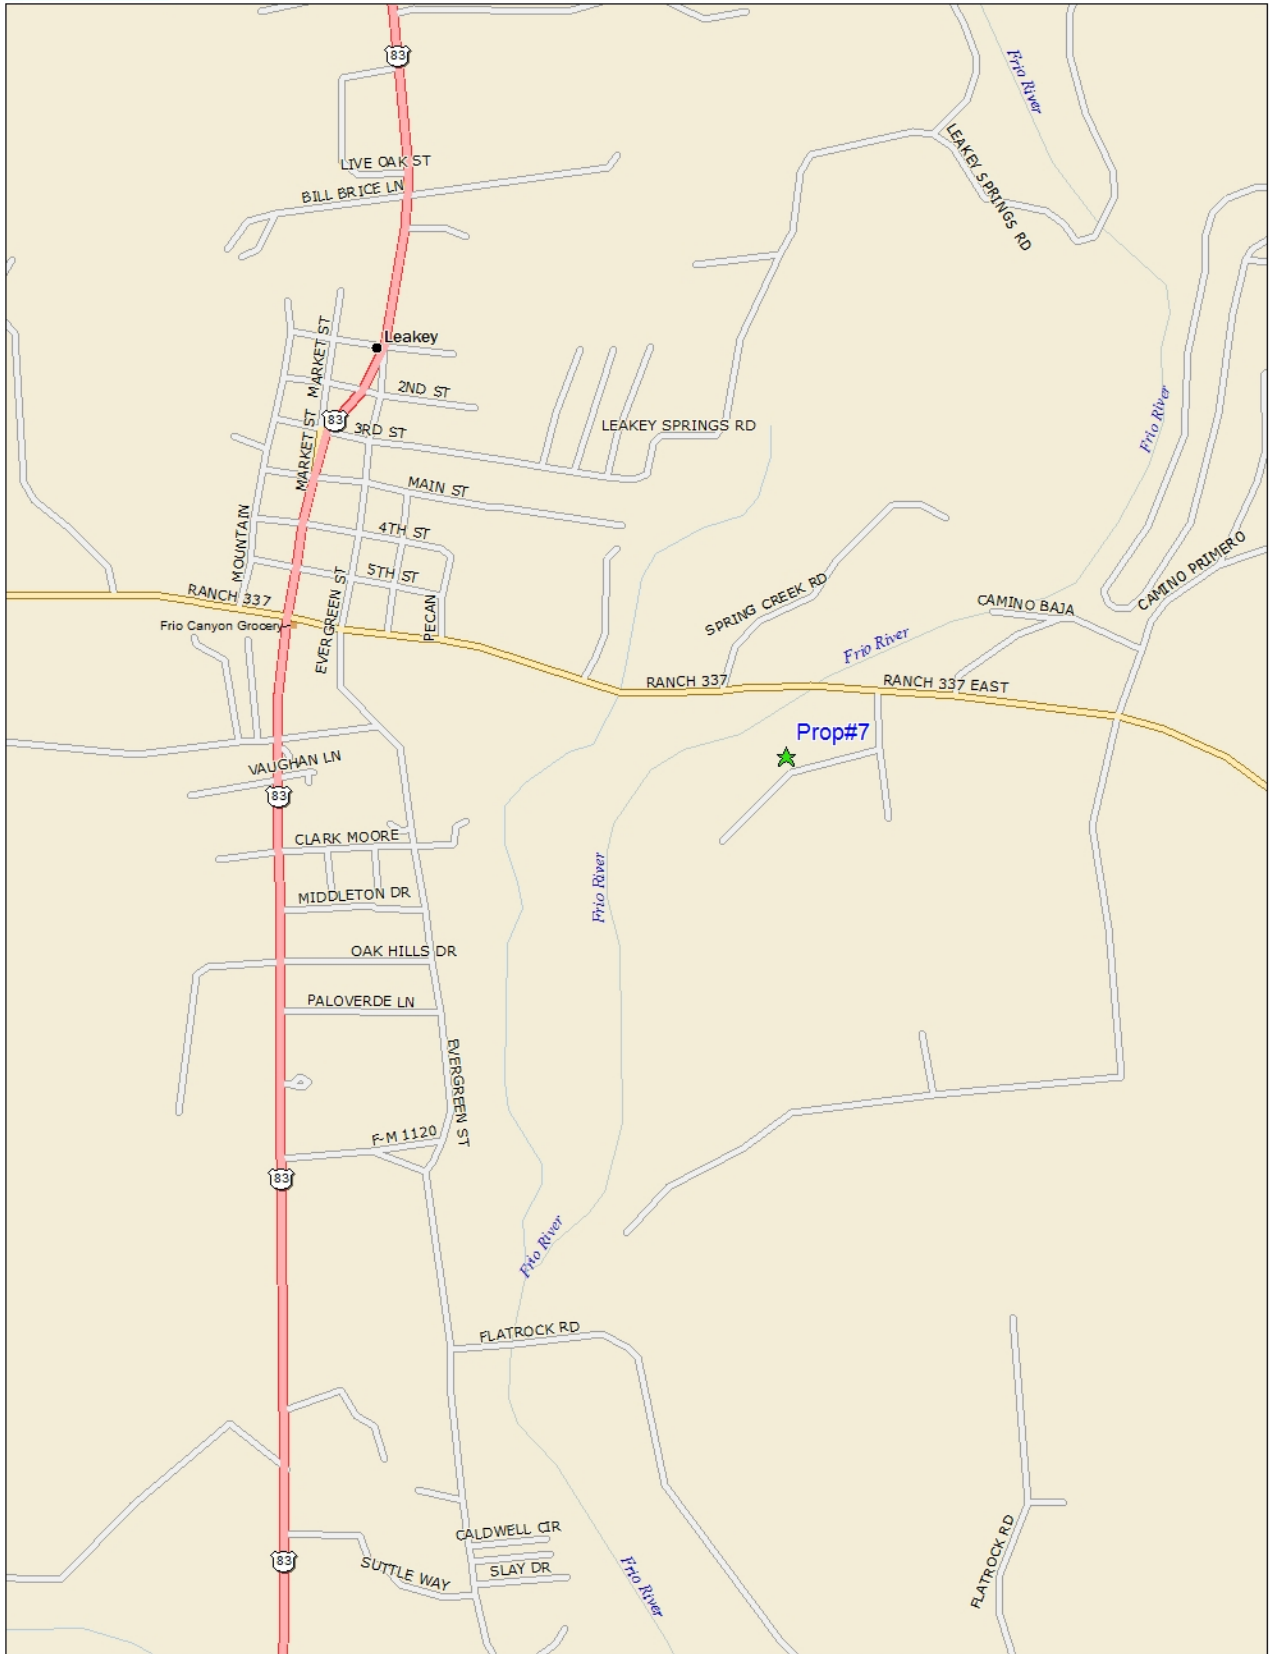 83
Frio River
LIVE OAK ST
LEAKEY SPRINGS RD
BILL BRICE LN
MARKET ST
Leakey
2ND ST
83
3RD ST
MARKET ST
LEAKEY SPRINGS RD
Frio River
MAIN ST
MOUNTAIN
4TH ST
5TH ST
CAMINO PRIMERO
RANCH 337
EVERGREEN ST
PECAN
SPRING CREEK RD
CAMINO BAJA
Frio Canyon Grocery
Frio River
RANCH 337
RANCH 337 EAST
Prop#7
VAUGHAN LN
83
CLARK MOORE
Frio River
MIDDLETON DR
OAK HILLS DR
PALOVERDE LN
EVERGREEN ST
F-M 1120
83
Frio River
FLATROCK RD
CALDWELL CIR
83
SUTTLE WAY
SLAY DR
Frio River
FLATROCK RD